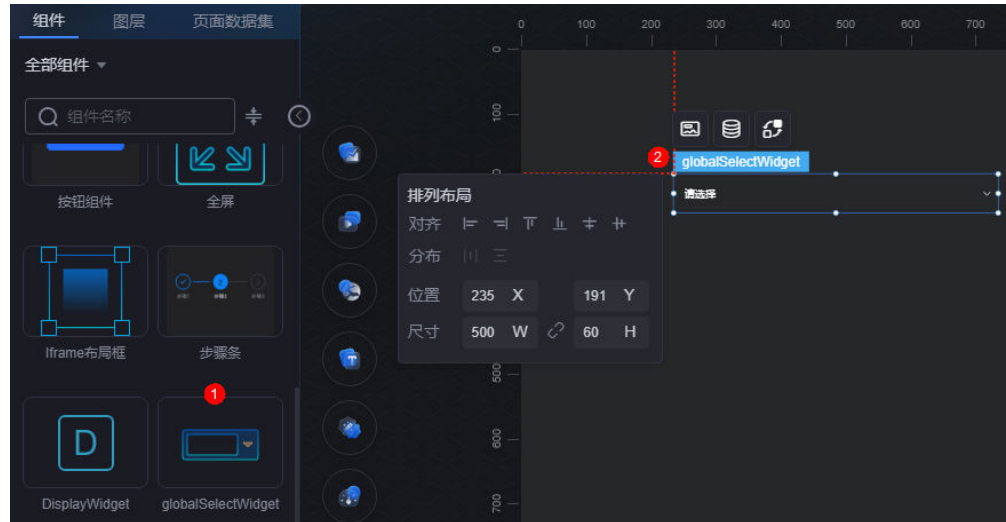 组件 图层 页面数据集
全部组件
组件名称
按钮组件 全屏
Iframe布局框 步骤条
1
D
DisplayWidget globalSelectWidget
0 100 200 300 400 500 600 700
0
100
500
600
700
2 globalSelectWidget
请选择
排列布局
对齐
分布
位置 235 X 191 Y
尺寸 500 W 60 H